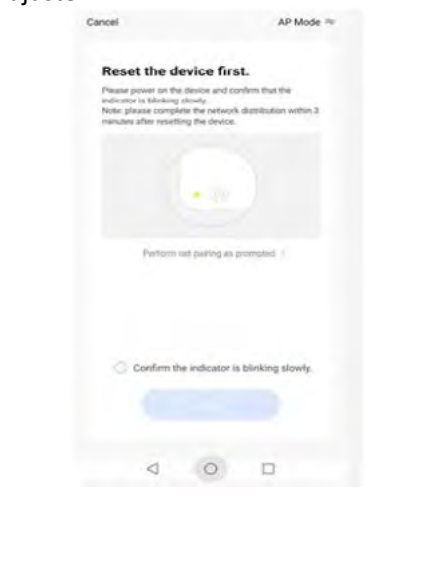 Cancel
AP Mode
Reset the device first.
Please power on the device and confirm that the
indicator is blinking slowly.
Note: please complete the network distribution within 3
minutes after resetting the device.
Perform net pairing as prompted.
Confirm the indicator is blinking slowly.